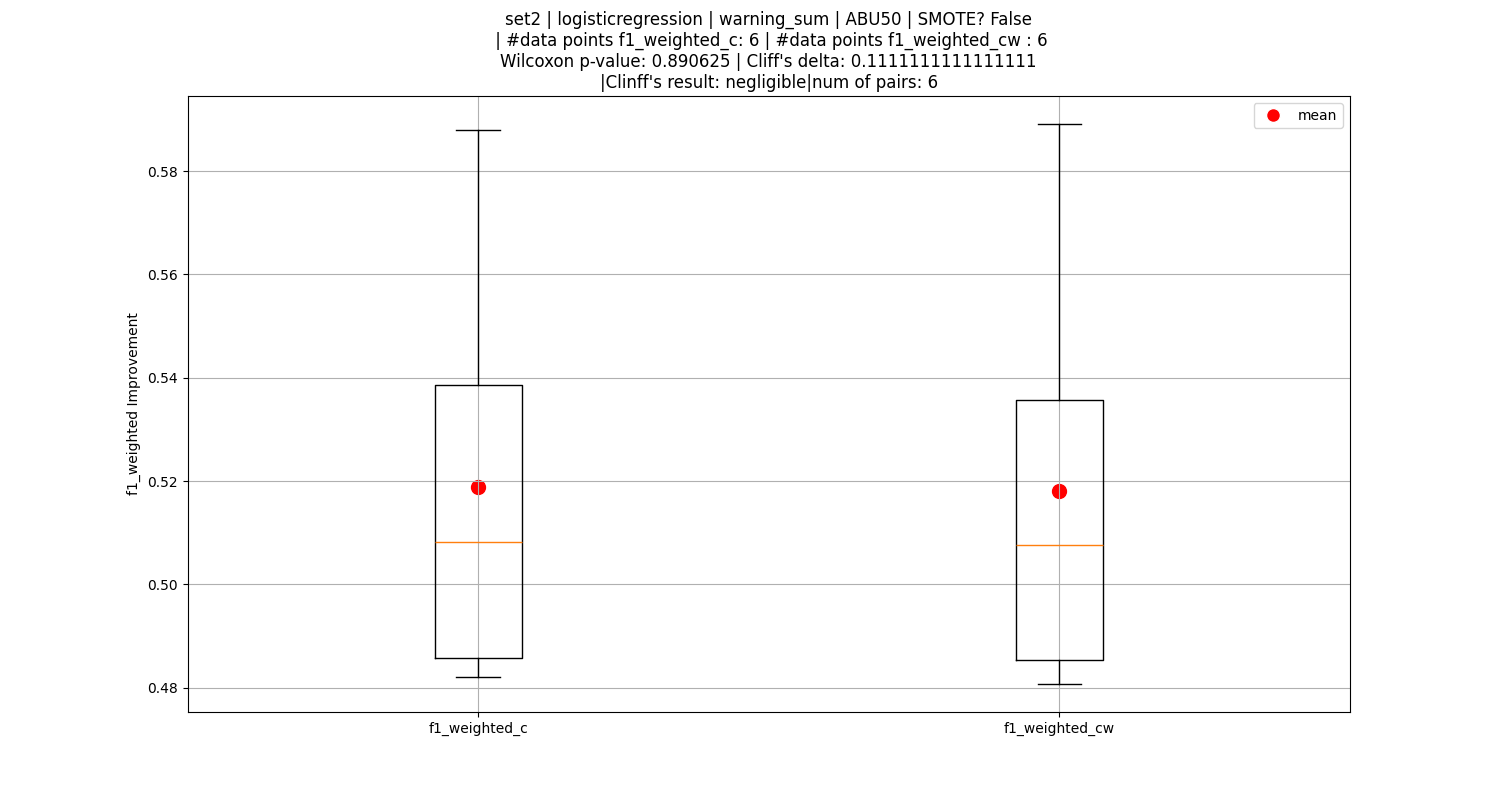 set2 | logisticregression | warning_sum | ABU50 | SMOTE? False
| #data points f1_weighted_c: 6 | #data points f1_weighted_cw : 6
Wilcoxon p-value: 0.890625 | Cliff's delta: 0.1111111111111111
|Clinff's result: negligible|num of pairs: 6
mean
f1_weighted Improvement
0.58
0.56
0.54
0.52
0.50
0.48
f1_weighted_c
f1_weighted_cw